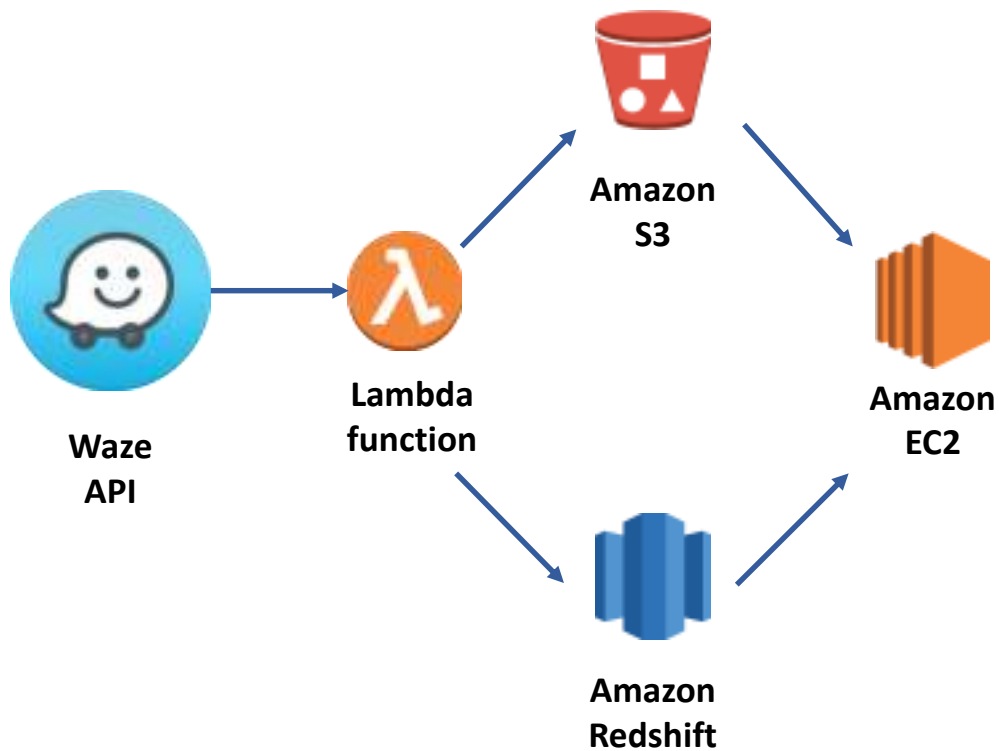 Amazon
S3
Waze
API
Lambda
function
Amazon
EC2
Amazon
Redshift